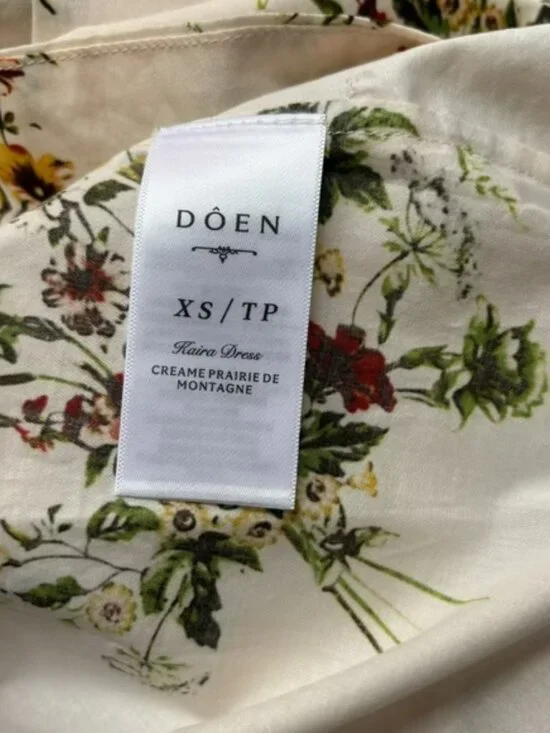 DÔEN
XS / TP
Kaira Dress
CREAME PRAIRIE DE
MONTAGNE